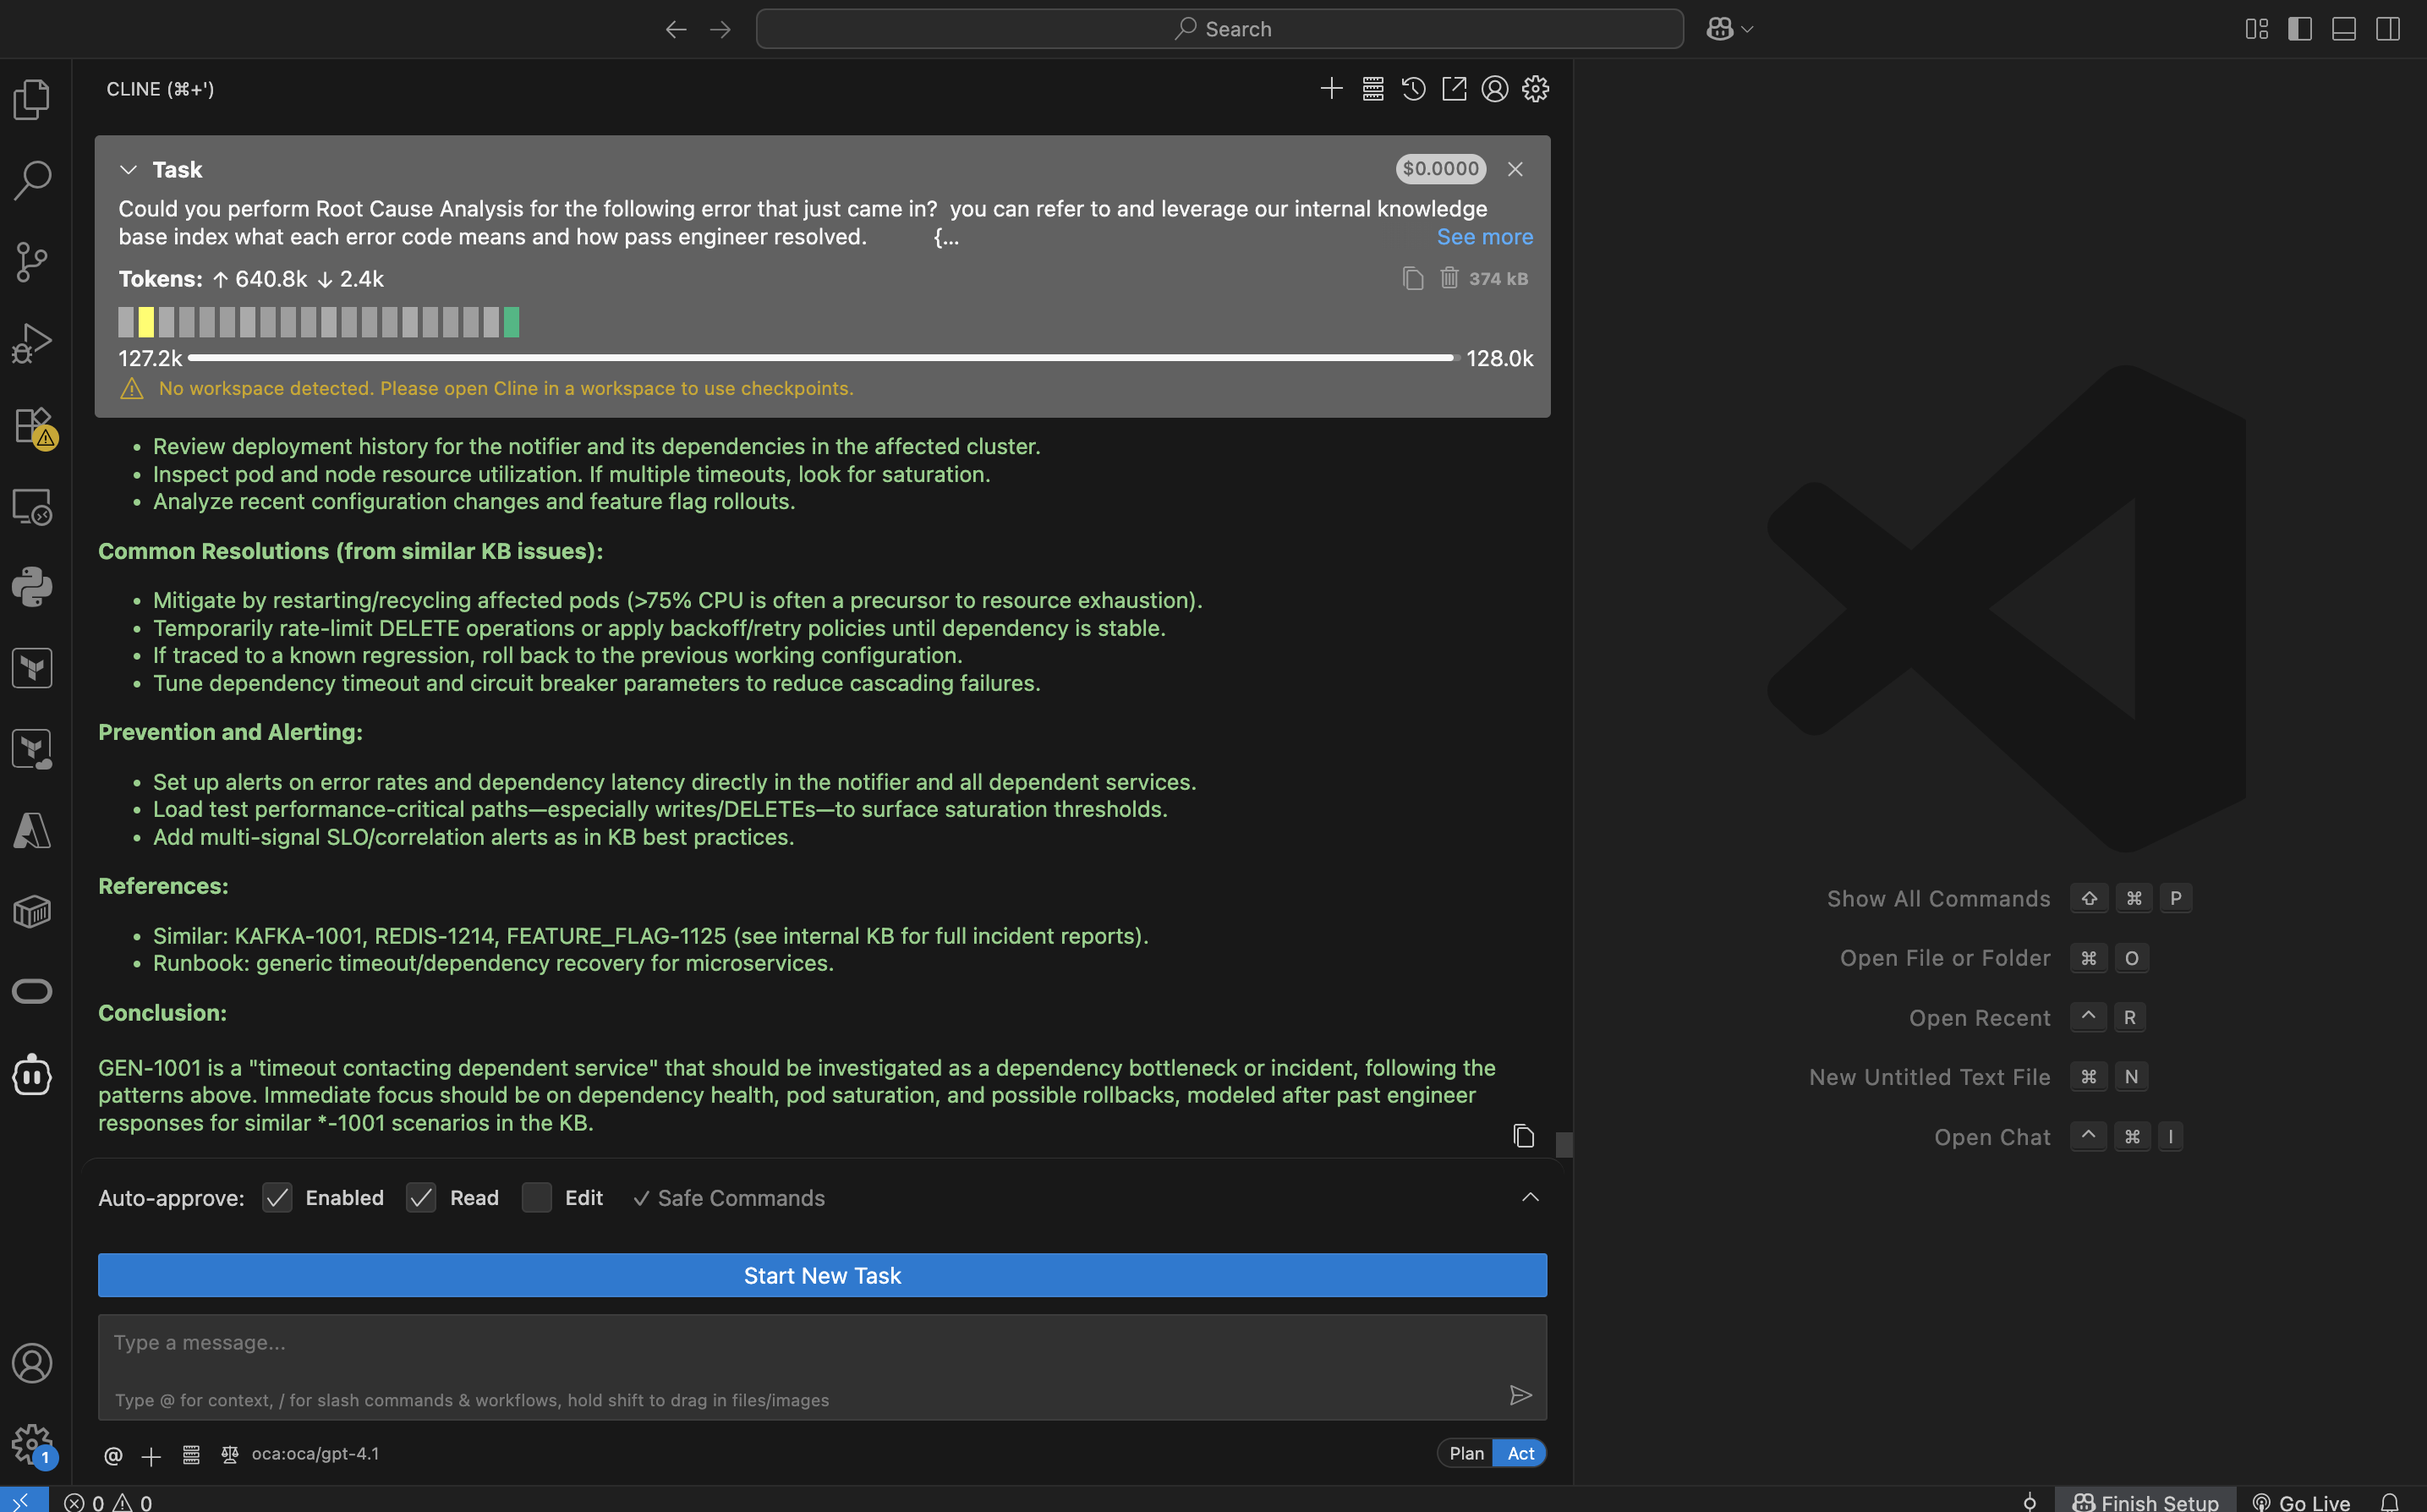 Search
CLINE (⌘+')
Task
$0.0000
Could you perform Root Cause Analysis for the following error that just came in?  you can refer to and leverage our internal knowledge
base index what each error code means and how pass engineer resolved.          {...
See more
Tokens: ↑ 640.8k ↓ 2.4k
374 kB
127.2k
128.0k
No workspace detected. Please open Cline in a workspace to use checkpoints.
• Review deployment history for the notifier and its dependencies in the affected cluster.
• Inspect pod and node resource utilization. If multiple timeouts, look for saturation.
• Analyze recent configuration changes and feature flag rollouts.
Common Resolutions (from similar KB issues):
• Mitigate by restarting/recycling affected pods (>75% CPU is often a precursor to resource exhaustion).
• Temporarily rate-limit DELETE operations or apply backoff/retry policies until dependency is stable.
• If traced to a known regression, roll back to the previous working configuration.
• Tune dependency timeout and circuit breaker parameters to reduce cascading failures.
Prevention and Alerting:
• Set up alerts on error rates and dependency latency directly in the notifier and all dependent services.
• Load test performance-critical paths—especially writes/DELETEs—to surface saturation thresholds.
• Add multi-signal SLO/correlation alerts as in KB best practices.
References:
• Similar: KAFKA-1001, REDIS-1214, FEATURE_FLAG-1125 (see internal KB for full incident reports).
• Runbook: generic timeout/dependency recovery for microservices.
Conclusion:
GEN-1001 is a "timeout contacting dependent service" that should be investigated as a dependency bottleneck or incident, following the
patterns above. Immediate focus should be on dependency health, pod saturation, and possible rollbacks, modeled after past engineer
responses for similar *-1001 scenarios in the KB.
Auto-approve: Enabled Read Edit ✓ Safe Commands
Start New Task
Type a message...
Type @ for context, / for slash commands & workflows, hold shift to drag in files/images
@ oca:oca/gpt-4.1
Plan Act
Show All Commands ⇧ ⌘ P
Open File or Folder ⌘ O
Open Recent ^ R
New Untitled Text File ⌘ N
Open Chat ^ ⌘ I
1
0 0
Finish Setup
Go Live